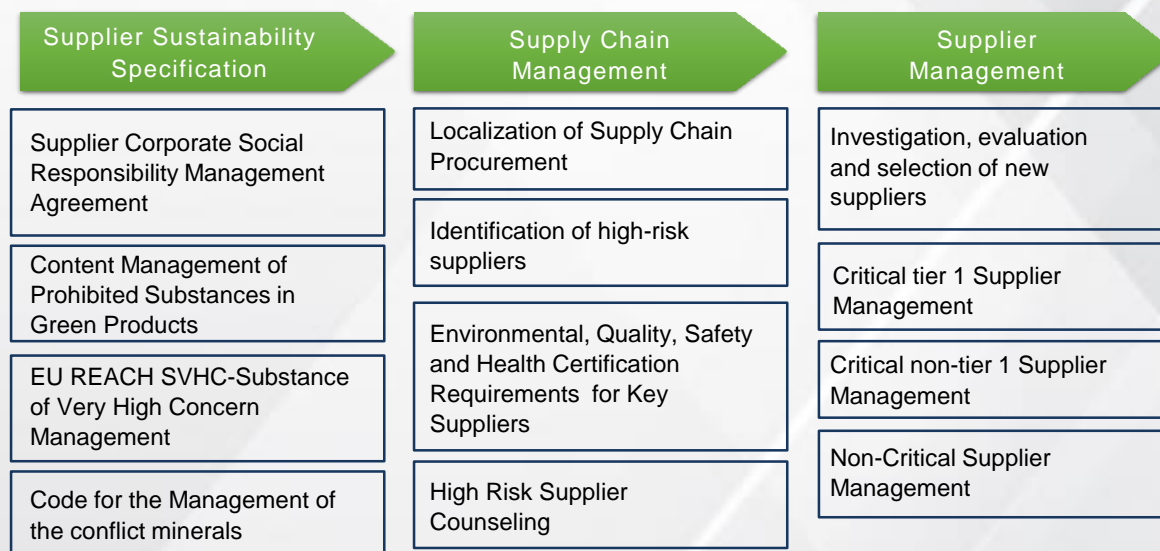 Supplier Sustainability
Specification
Supplier Corporate Social
Responsibility Management
Agreement
Content Management of
Prohibited Substances in
Green Products
EU REACH SVHC-Substance
of Very High Concern
Management
Code for the Management of
the conflict minerals
Supply Chain
Management
Localization of Supply Chain
Procurement
Identification of high-risk
suppliers
Environmental, Quality, Safety
and Health Certification
Requirements for Key
Suppliers
High Risk Supplier
Counseling
Supplier
Management
Investigation, evaluation
and selection of new
suppliers
Critical tier 1 Supplier
Management
Critical non-tier 1 Supplier
Management
Non-Critical Supplier
Management